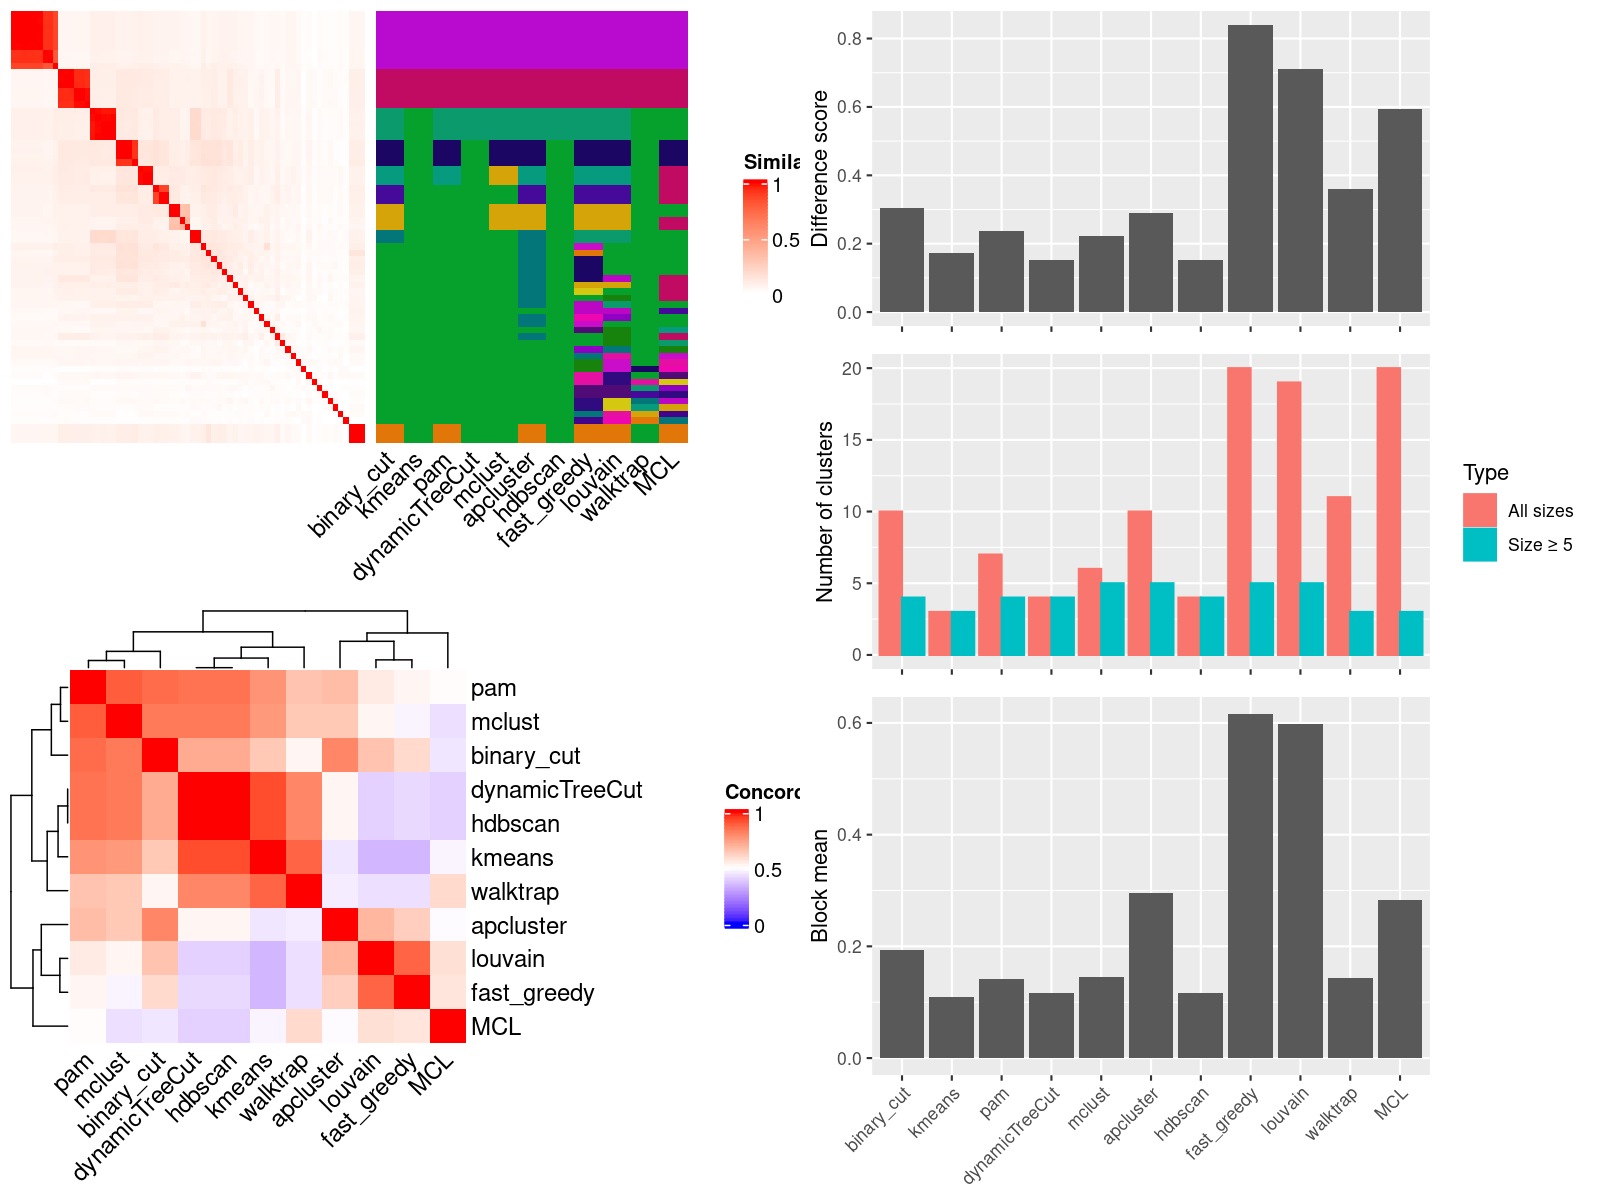 Simila
1
0.5
0
binary_cut
kmeans
pam
dynamicTreeCut
mclust
apcluster
hdbscan
fast_greedy
louvain
walktrap
MCL
pam
mclust
binary_cut
dynamicTreeCut
hdbscan
kmeans
walktrap
apcluster
louvain
fast_greedy
MCL
Concord
1
0.5
0
pam
mclust
binary_cut
dynamicTreeCut
hdbscan
kmeans
walktrap
apcluster
louvain
fast_greedy
MCL
Difference score
0.8
0.6
0.4
0.2
0.0
Number of clusters
20
15
10
5
0
Type
All sizes
Size ≥ 5
Block mean
0.6
0.4
0.2
0.0
binary_cut
kmeans
pam
dynamicTreeCut
mclust
apcluster
hdbscan
fast_greedy
louvain
walktrap
MCL